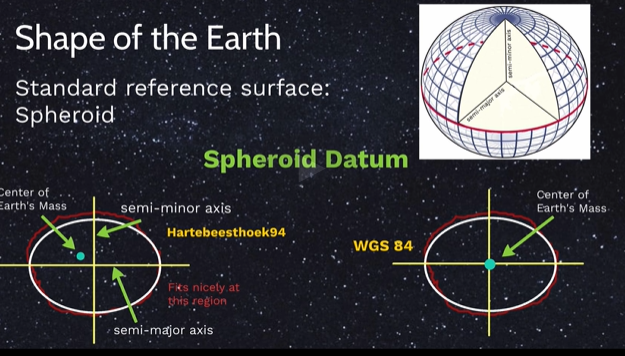 Shape of the Earth
semi-minor axis
semi-major axis
Standard reference surface:
Spheroid
Spheroid Datum
Center of
Earth's Mass
semi-minor axis
Hartebeesthoek94
Fits nicely at
this region
semi-major axis
WGS 84
Center of
Earth's Mass